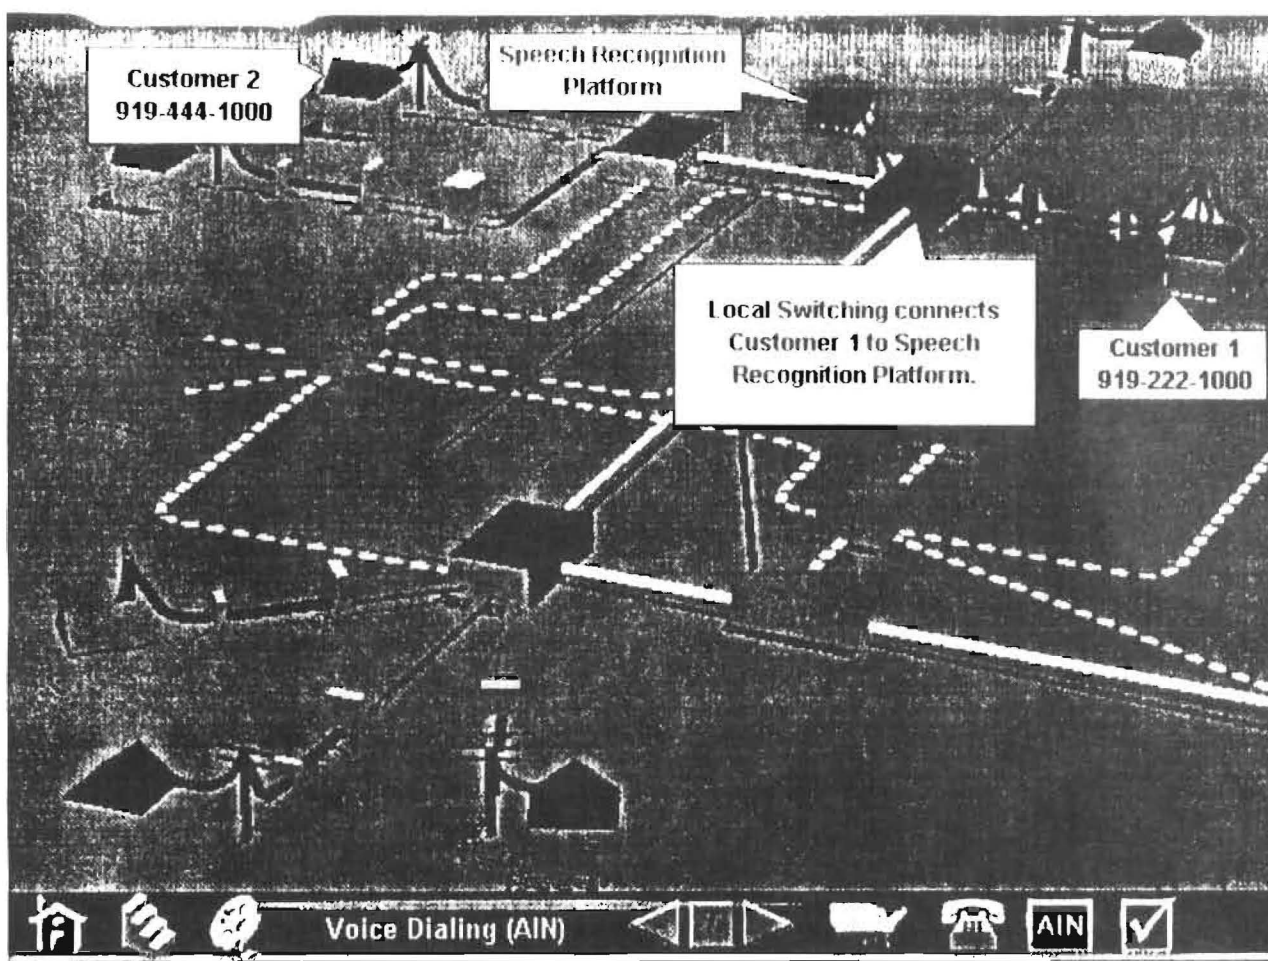 Customer 2
919-444-1000
Speech Recognition
Platform
Local Switching connects
Customer 1 to Speech
Recognition Platform.
Customer 1
919-222-1000
Voice Dialing (AIN)
AIN